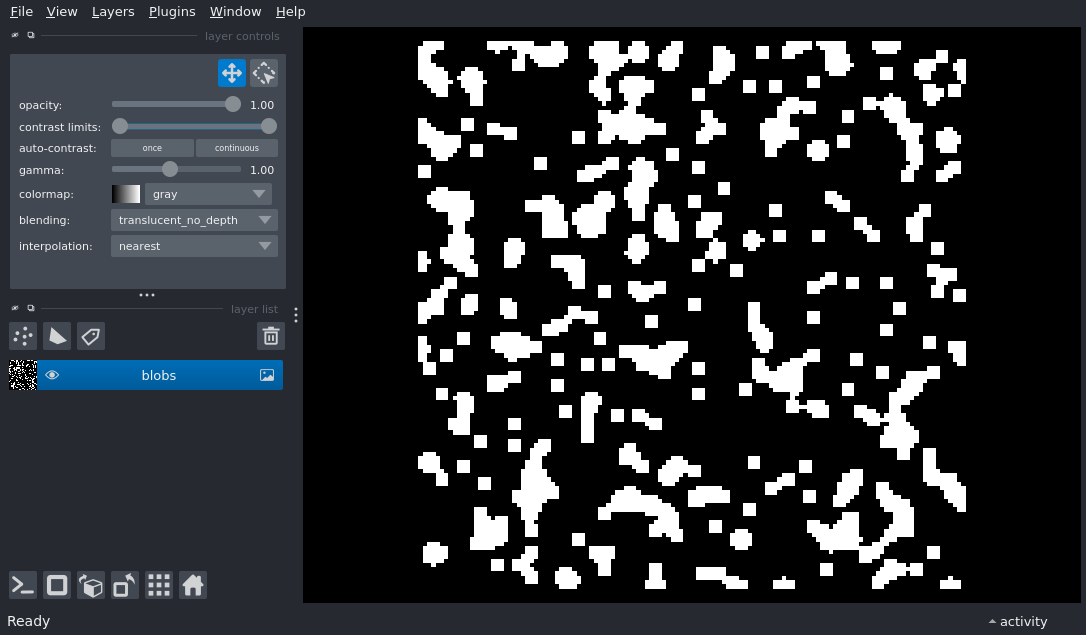 File View Layers Plugins Window Help
layer controls
opacity: 1.00
contrast limits:
auto-contrast: once continuous
gamma: 1.00
colormap: gray
blending: translucent_no_depth
interpolation: nearest
layer list
blobs
Ready activity